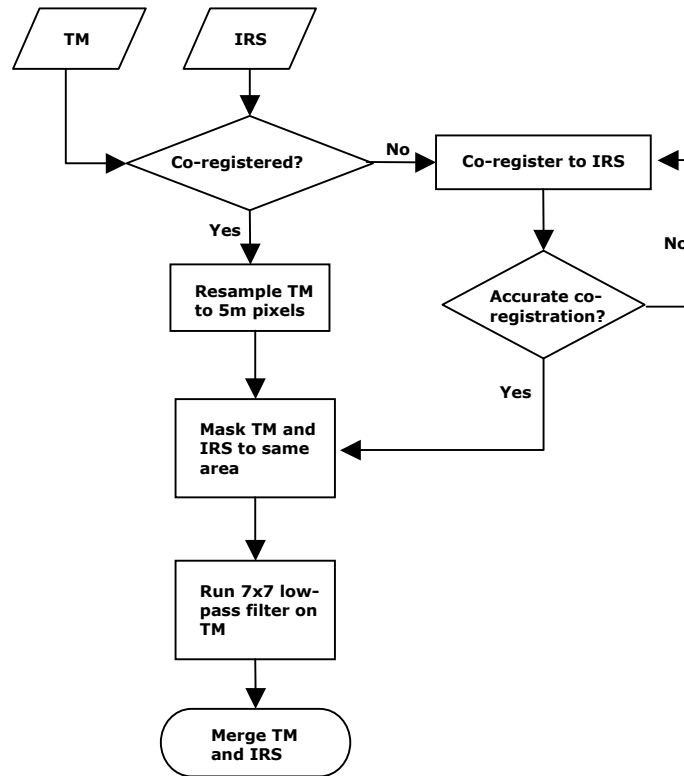 TM
IRS
Co-registered?
No
Co-register to IRS
Yes
No
Resample TM
to 5m pixels
Accurate co-
registration?
Yes
Mask TM and
IRS to same
area
Run 7x7 low-
pass filter on
TM
Merge TM
and IRS